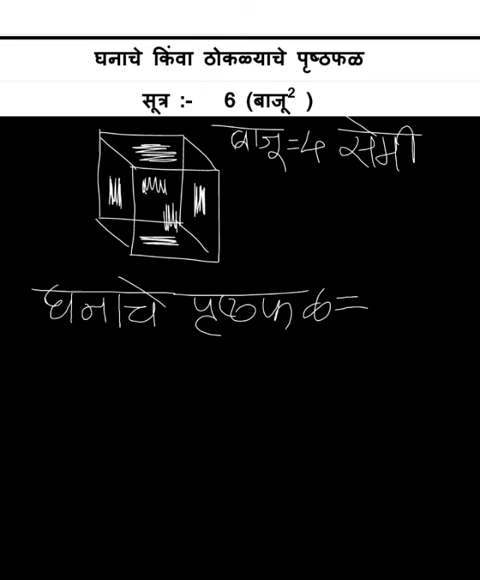 घनाचे किंवा ठोकळ्याचे पृष्ठफळ
सूत्र :- 6 (बाजू² )
बाजू=4 सेमी
घनाचे पृष्ठफळ=